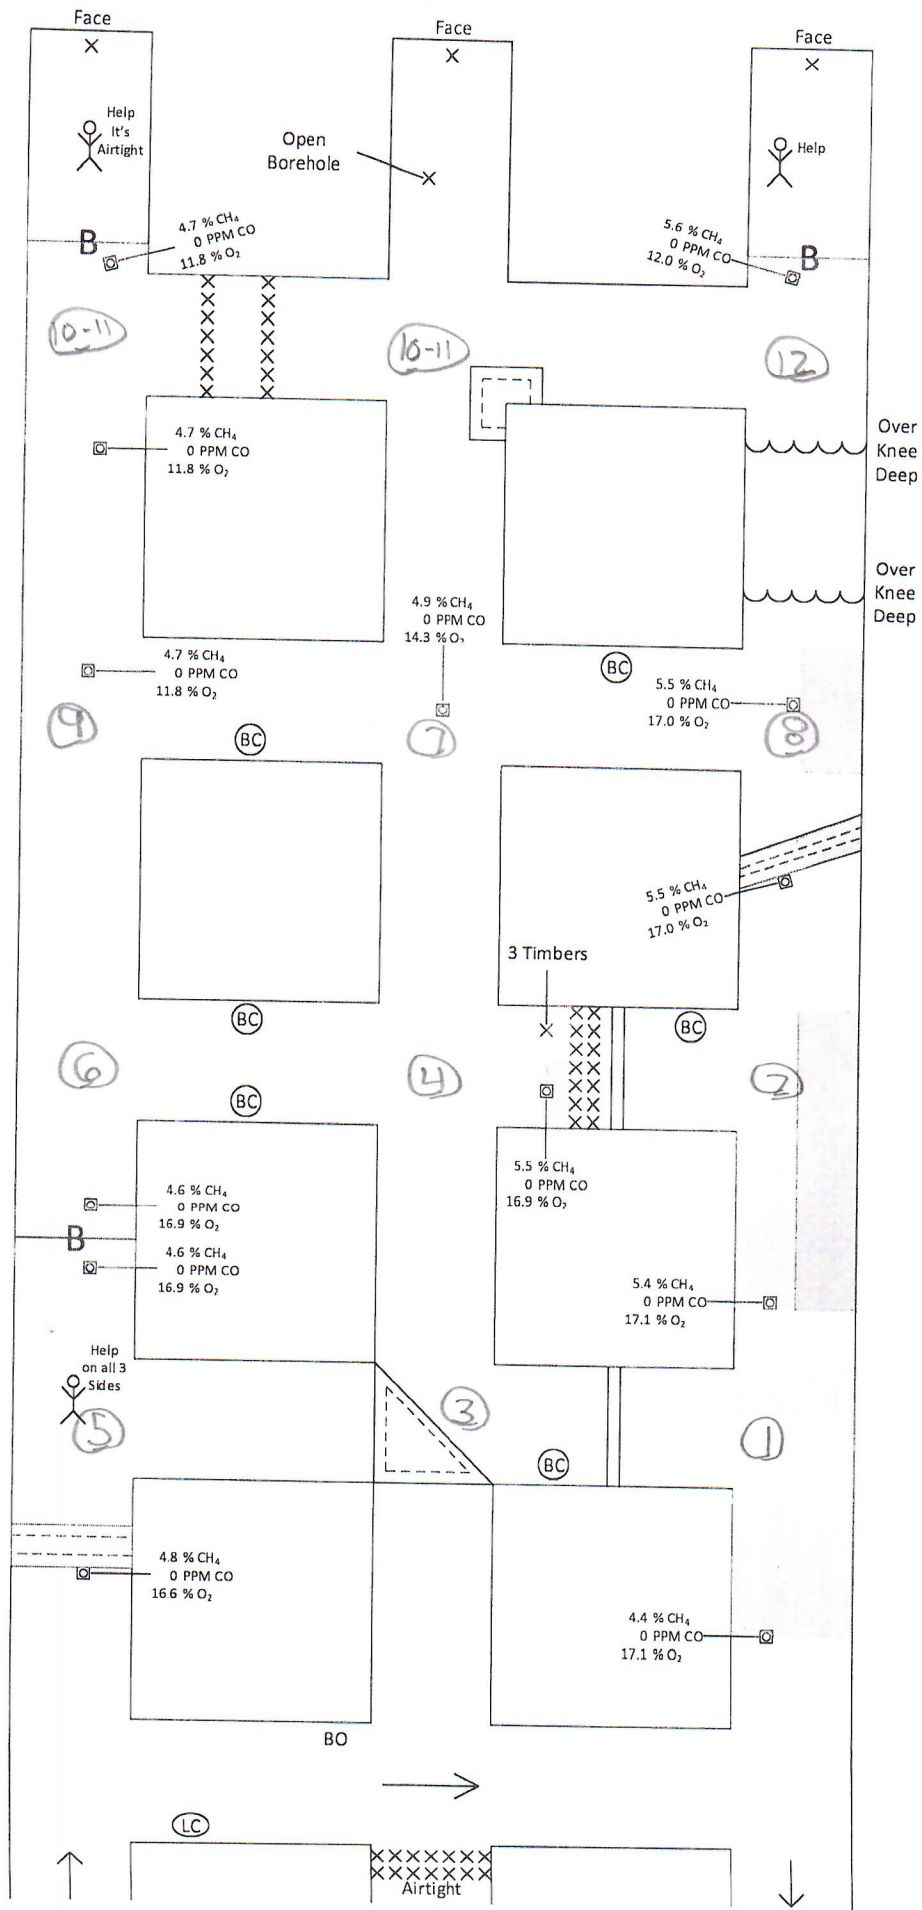 Face
Face
Face
Help
It's
Airtight
Open
Borehole
Help
B
4.7 % CH₄
0 PPM CO
11.8 % O₂
5.6 % CH₄
0 PPM CO
12.0 % O₂
B
10-11
10-11
12
4.7 % CH₄
0 PPM CO
11.8 % O₂
Over
Knee
Deep
Over
Knee
Deep
4.9 % CH₄
0 PPM CO
14.3 % O₂
4.7 % CH₄
0 PPM CO
11.8 % O₂
BC
5.5 % CH₄
0 PPM CO
17.0 % O₂
9
BC
7
8
5.5 % CH₄
0 PPM CO
17.0 % O₂
3 Timbers
BC
BC
6
4
2
BC
5.5 % CH₄
0 PPM CO
16.9 % O₂
4.6 % CH₄
0 PPM CO
16.9 % O₂
B
4.6 % CH₄
0 PPM CO
16.9 % O₂
5.4 % CH₄
0 PPM CO
17.1 % O₂
Help
on all 3
Sides
5
3
1
BC
4.8 % CH₄
0 PPM CO
16.6 % O₂
4.4 % CH₄
0 PPM CO
17.1 % O₂
BO
LC
Airtight